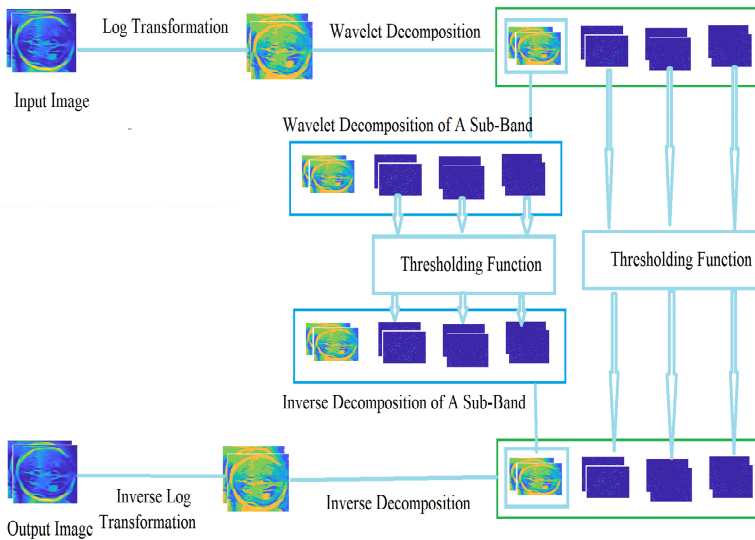 Log Transformation
Wavelet Decomposition
Input Image
Wavelet Decomposition of A Sub-Band
Thresholding Function
Thresholding Function
Inverse Decomposition of A Sub-Band
Inverse Log
Transformation
Inverse Decomposition
Output Image